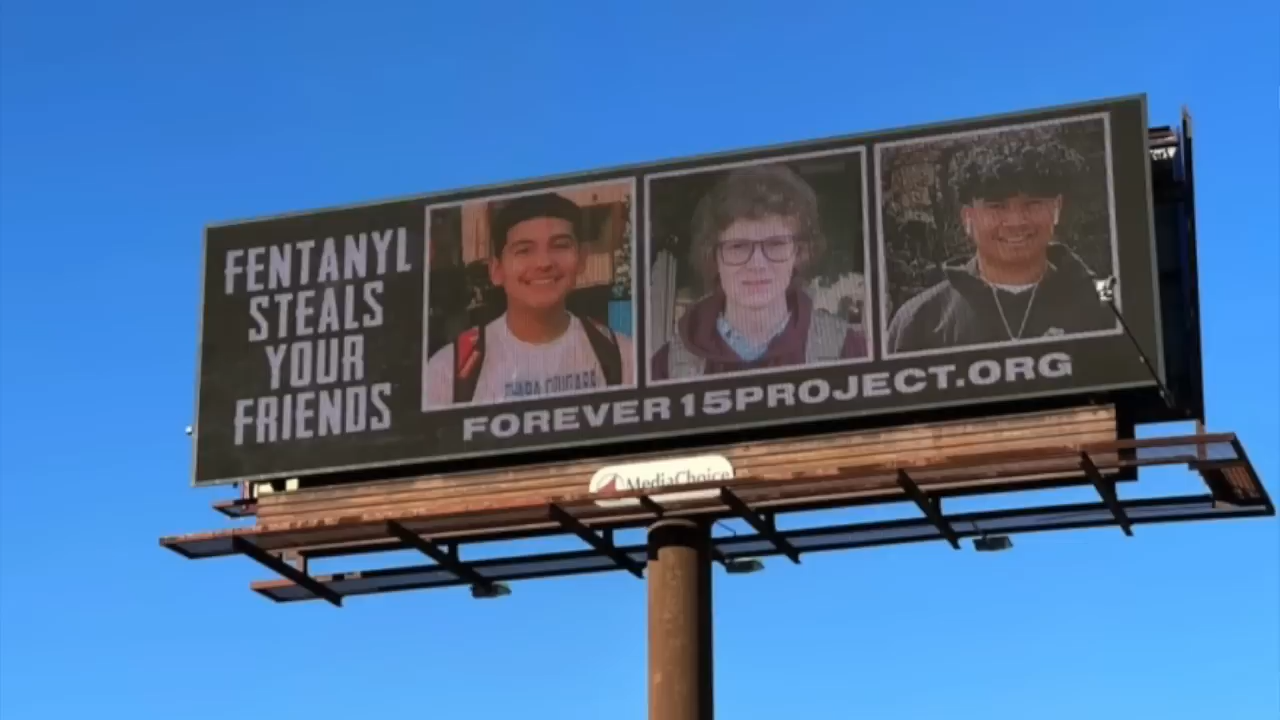 FENTANYL
STEALS
YOUR
FRIENDS
FOREVER15PROJECT.ORG
MediaChoice